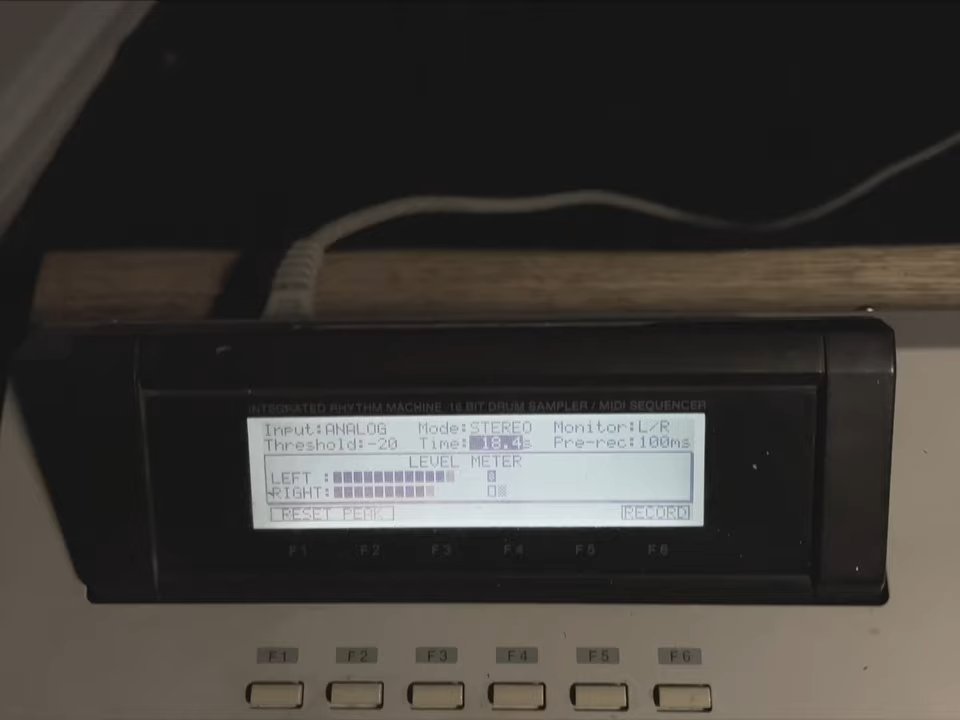 INTEGRATED RHYTHM MACHINE 16 BIT DRUM SAMPLER / MIDI SEQUENCER
Input:ANALOG Mode:STEREO Monitor:L/R
Threshold:-20 Time: 18.4s Pre-rec:100ms
LEVEL METER
LEFT :
RIGHT:
RESET PEAK RECORD
F1 F2 F3 F4 F5 F6
F1 F2 F3 F4 F5 F6